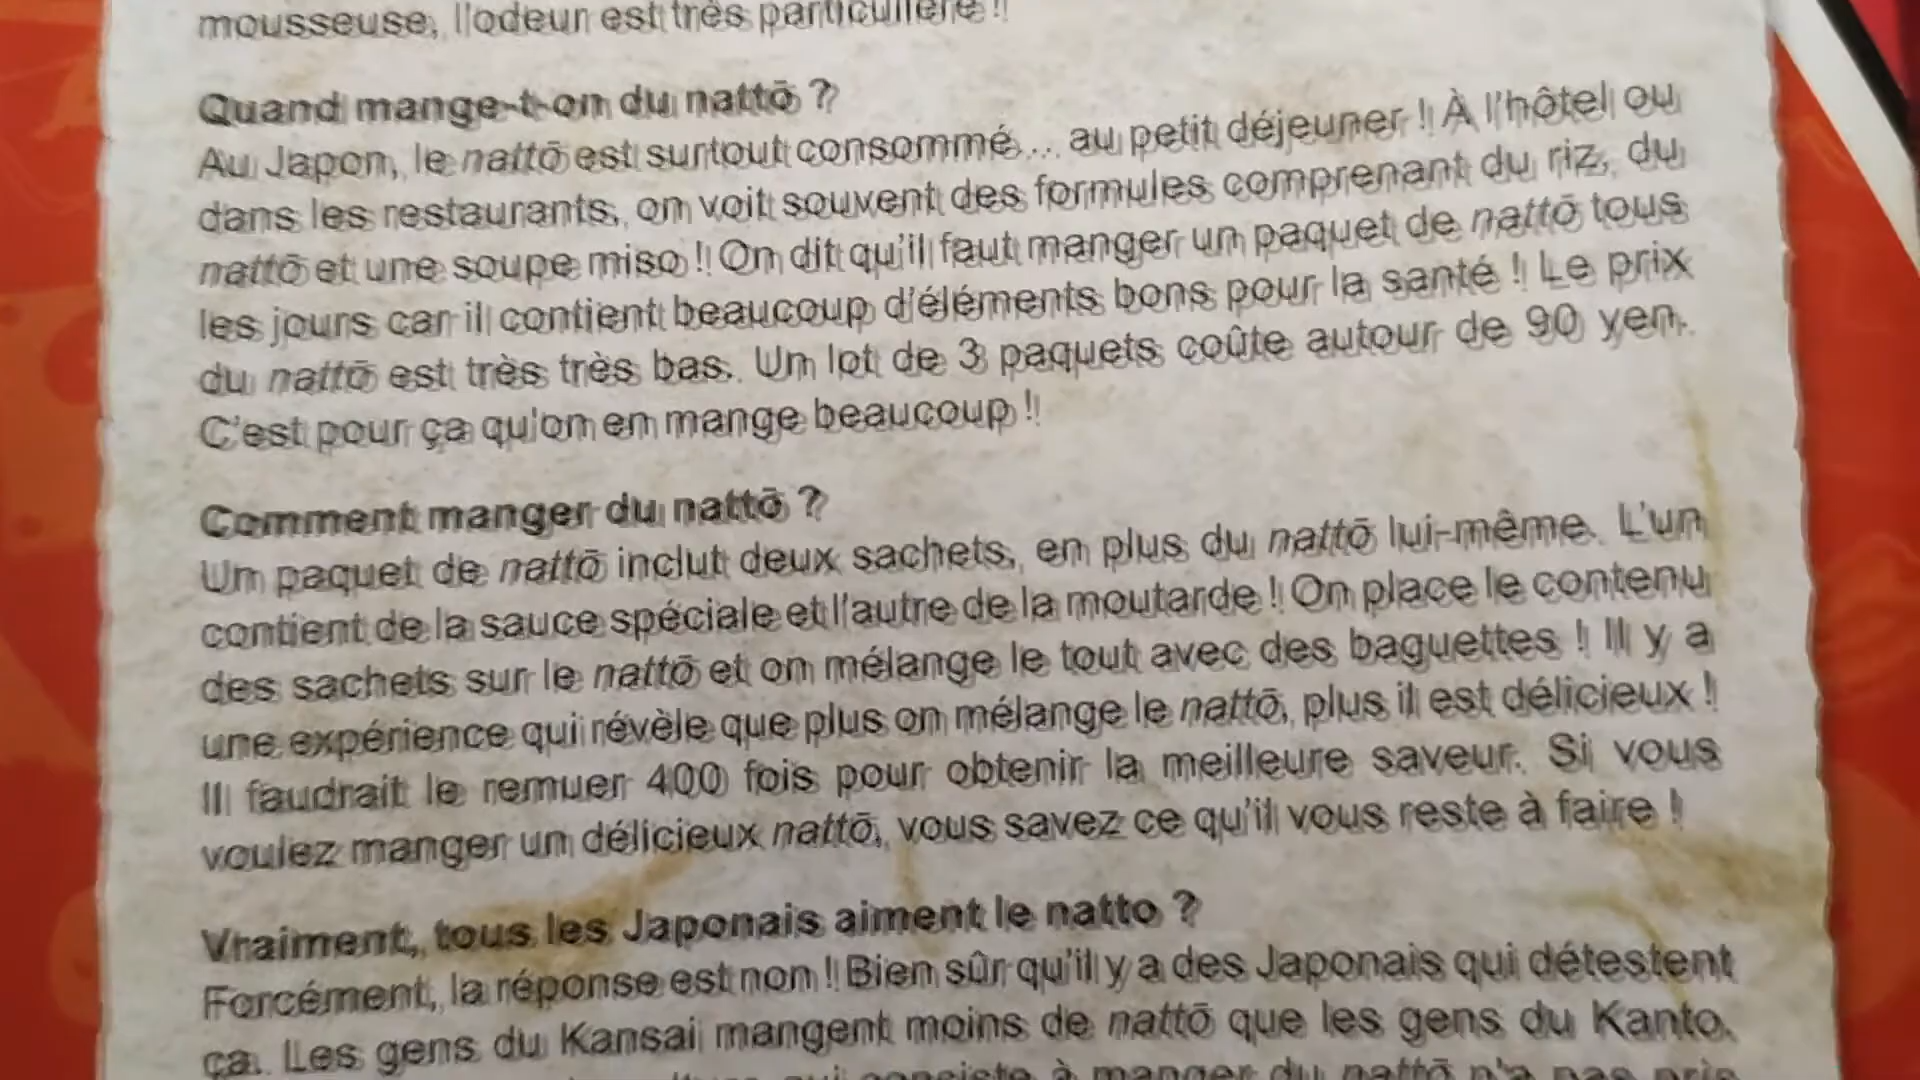 mousseuse, l'odeur est très particulière !
Quand mange-t-on du nattō ?
Au Japon, le nattō est surtout consommé... au petit déjeuner ! À l'hôtel ou
dans les restaurants, on voit souvent des formules comprenant du riz, du
nattō et une soupe miso ! On dit qu'il faut manger un paquet de nattō tous
les jours car il contient beaucoup d'éléments bons pour la santé ! Le prix
du nattō est très très bas. Un lot de 3 paquets coûte autour de 90 yen.
C'est pour ça qu'on en mange beaucoup !
Comment manger du nattō ?
Un paquet de nattō inclut deux sachets, en plus du nattō lui-même. L'un
contient de la sauce spéciale et l'autre de la moutarde ! On place le contenu
des sachets sur le nattō et on mélange le tout avec des baguettes ! Il y a
une expérience qui révèle que plus on mélange le nattō, plus il est délicieux !
Il faudrait le remuer 400 fois pour obtenir la meilleure saveur. Si vous
voulez manger un délicieux nattō, vous savez ce qu'il vous reste à faire !
Vraiment, tous les Japonais aiment le natto ?
Forcément, la réponse est non ! Bien sûr qu'il y a des Japonais qui détestent
ça. Les gens du Kansai mangent moins de nattō que les gens du Kanto.
qui consiste à manger du nattō n'a pas pris